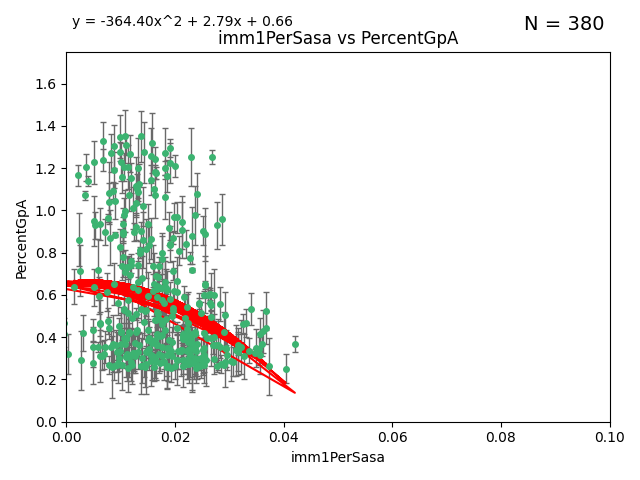 y = -364.40x^2 + 2.79x + 0.66
N = 380
imm1PerSasa vs PercentGpA
1.6
1.4
1.2
1.0
0.8
0.6
0.4
0.2
0.0
PercentGpA
0.00 0.02 0.04 0.06 0.08 0.10
imm1PerSasa